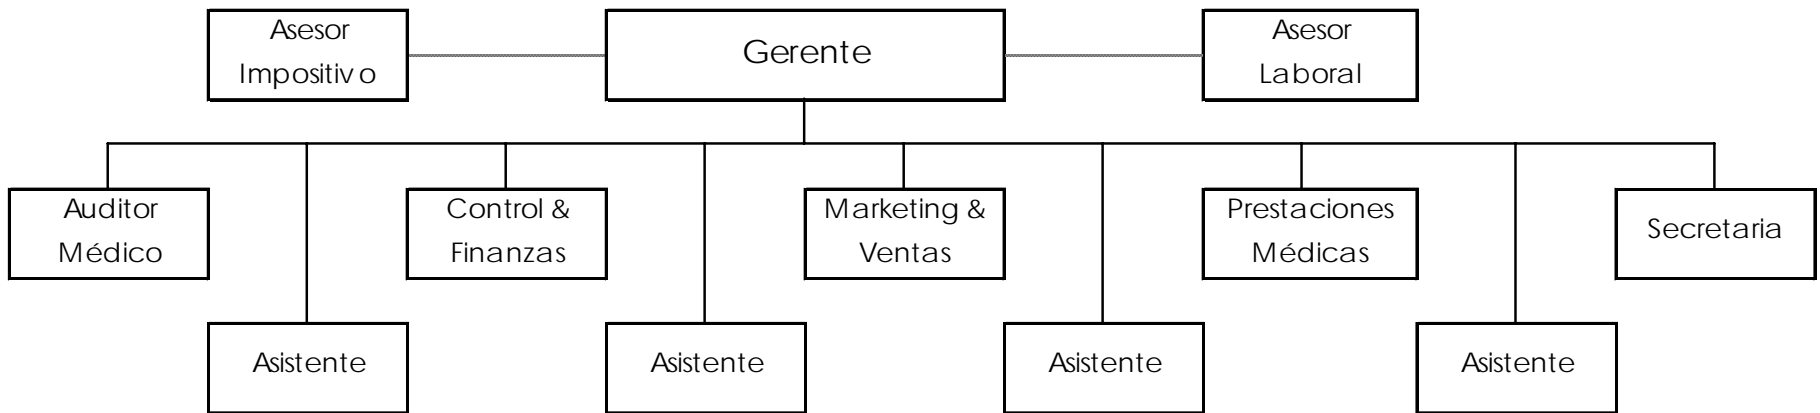 Asesor
Impositivo
Gerente
Asesor
Laboral
Auditor
Médico
Control &
Finanzas
Marketing &
Ventas
Prestaciones
Médicas
Secretaria
Asistente
Asistente
Asistente
Asistente